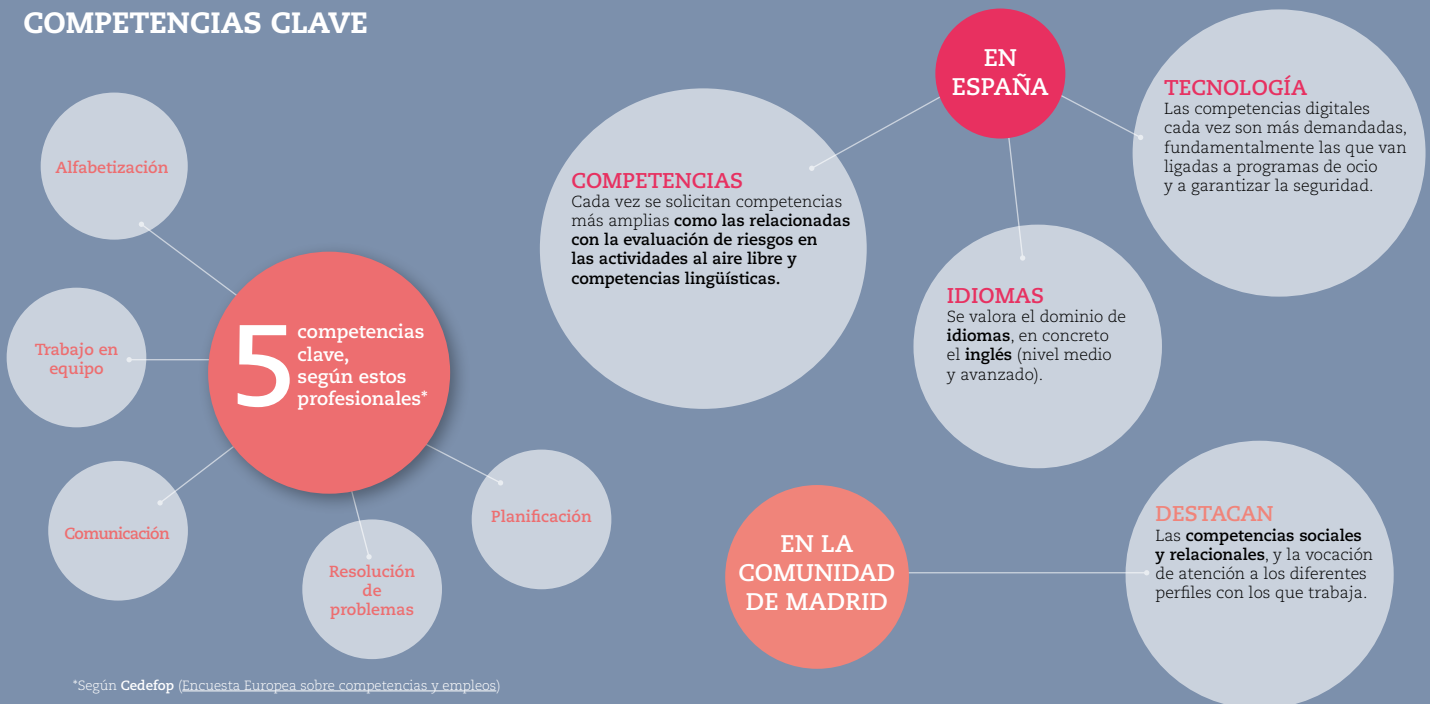 COMPETENCIAS CLAVE
Alfabetización
Trabajo en
equipo
Comunicación
Resolución
de
problemas
Planificación
5
competencias
clave,
según estos
profesionales*
*Según Cedefop (Encuesta Europea sobre competencias y empleos)
EN
ESPAÑA
COMPETENCIAS
Cada vez se solicitan competencias
más amplias como las relacionadas
con la evaluación de riesgos en
las actividades al aire libre y
competencias lingüísticas.
IDIOMAS
Se valora el dominio de
idiomas, en concreto
el inglés (nivel medio
y avanzado).
TECNOLOGÍA
Las competencias digitales
cada vez son más demandadas,
fundamentalmente las que van
ligadas a programas de ocio
y a garantizar la seguridad.
EN LA
COMUNIDAD
DE MADRID
DESTACAN
Las competencias sociales
y relacionales, y la vocación
de atención a los diferentes
perfiles con los que trabaja.